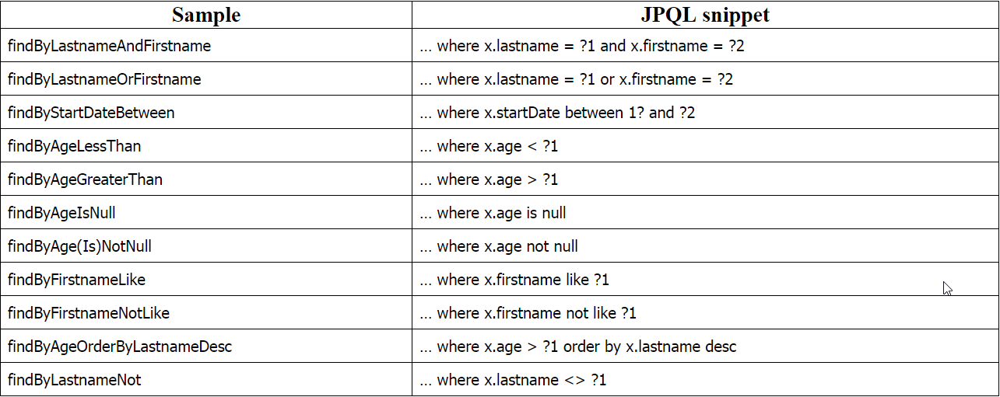 Sample JPQL snippet
findByLastnameAndFirstname … where x.lastname = ?1 and x.firstname = ?2
findByLastnameOrFirstname … where x.lastname = ?1 or x.firstname = ?2
findByStartDateBetween … where x.startDate between 1? and ?2
findByAgeLessThan … where x.age < ?1
findByAgeGreaterThan … where x.age > ?1
findByAgeIsNull … where x.age is null
findByAge(Is)NotNull … where x.age not null
findByFirstnameLike … where x.firstname like ?1
findByFirstnameNotLike … where x.firstname not like ?1
findByAgeOrderByLastnameDesc … where x.age > ?1 order by x.lastname desc
findByLastnameNot … where x.lastname <> ?1